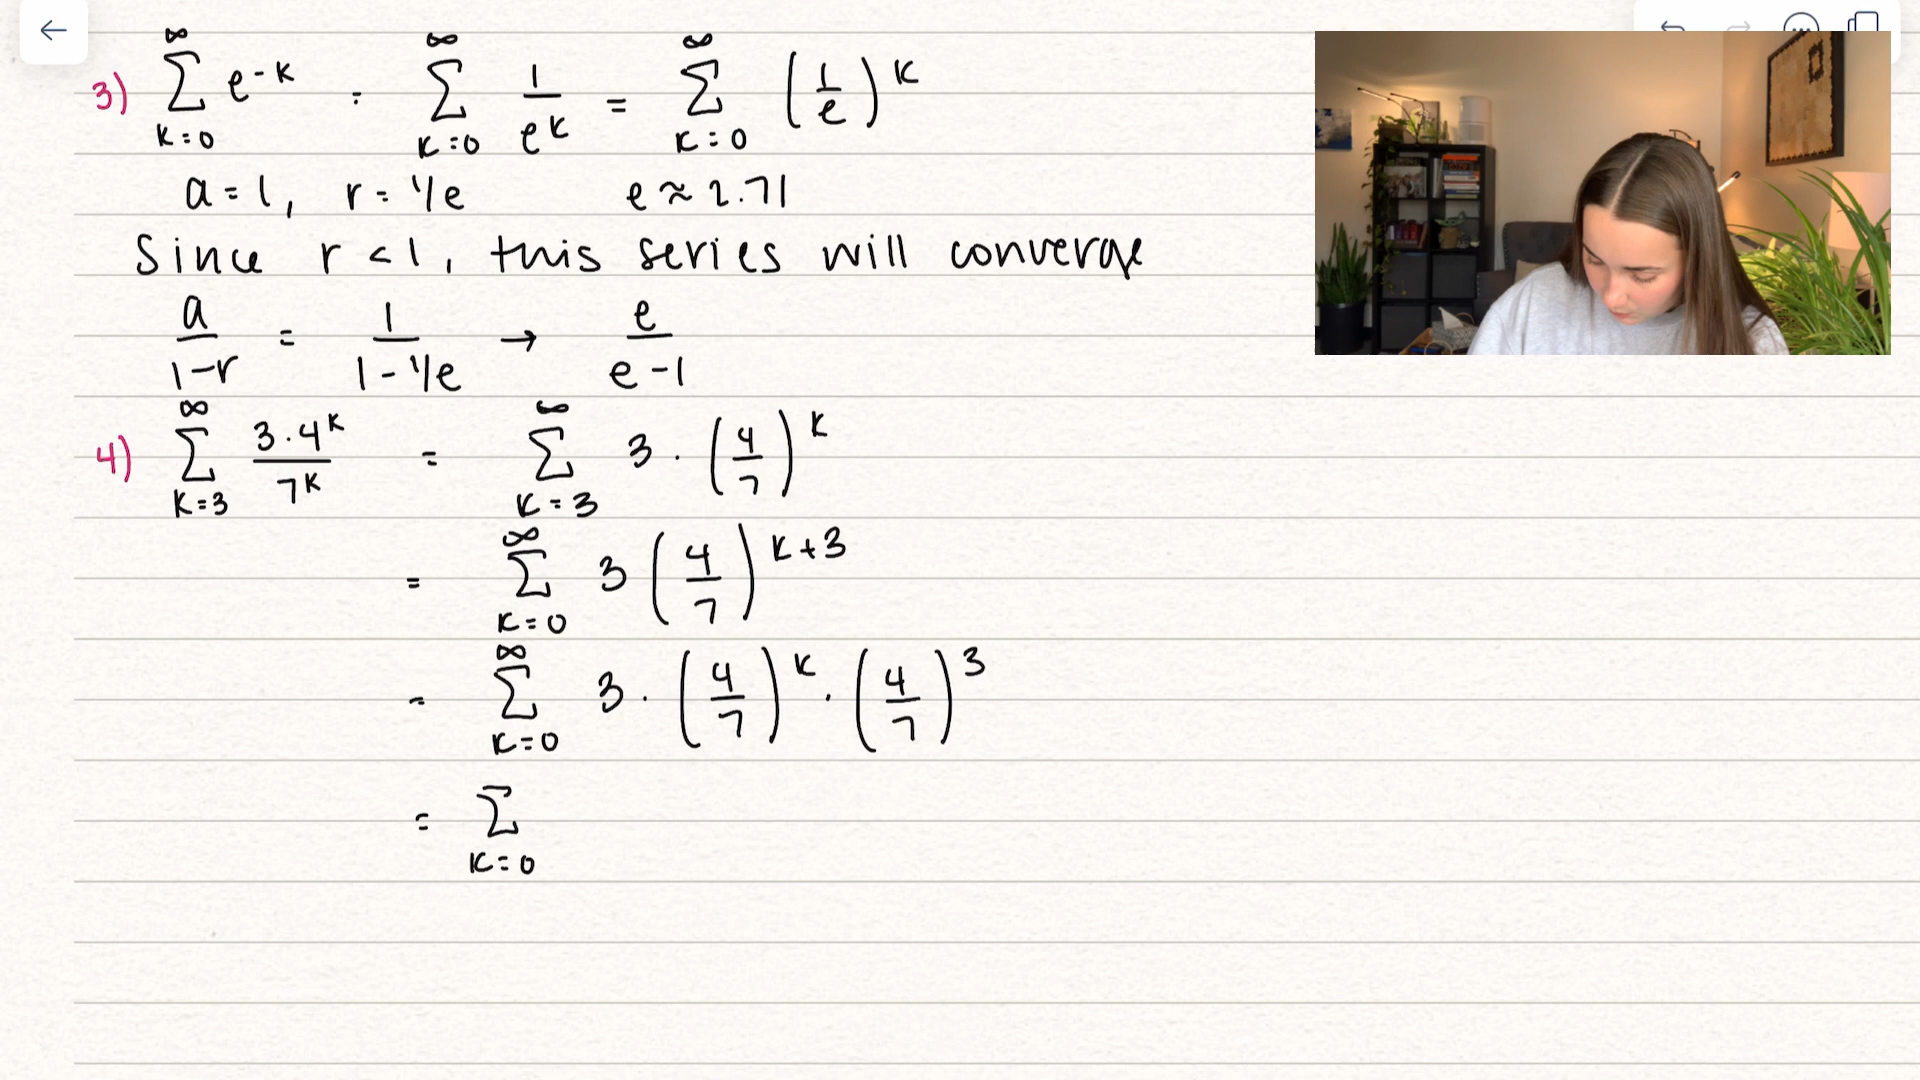 3) ∞ Σ k=0 e^-k = ∞ Σ k=0 1/e^k = ∞ Σ k=0 (1/e)^k
a = 1, r = 1/e e ≈ 2.71
Since r < 1, this series will converge
a/1-r = 1/1-1/e → e/e-1
4) ∞ Σ k=3 3·4^k/7^k = ∞ Σ k=3 3·(4/7)^k
= ∞ Σ k=0 3(4/7)^k+3
= ∞ Σ k=0 3·(4/7)^k·(4/7)^3
= Σ k=0